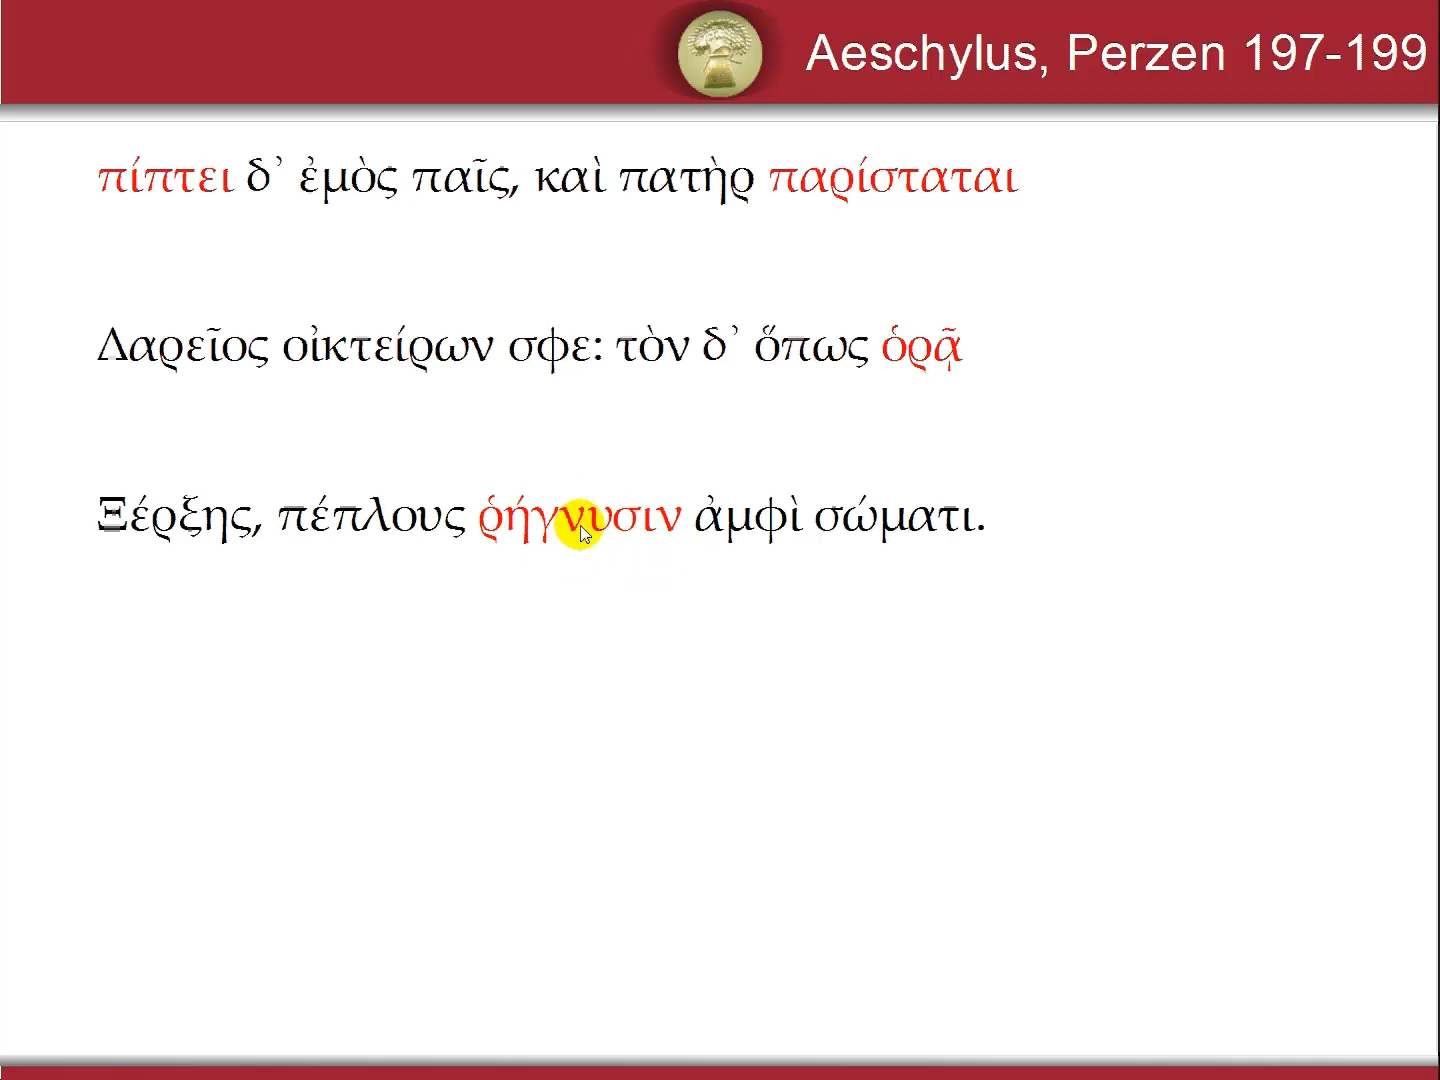 Aeschylus, Perzen 197-199
πίπτει δ᾽ ἐμὸς παῖς, καὶ πατὴρ παρίσταται
Δαρεῖος οἰκτείρων σφε: τὸν δ᾽ ὅπως ὁρᾷ
Ξέρξης, πέπλους ῥήγνυσιν ἀμφὶ σώματι.